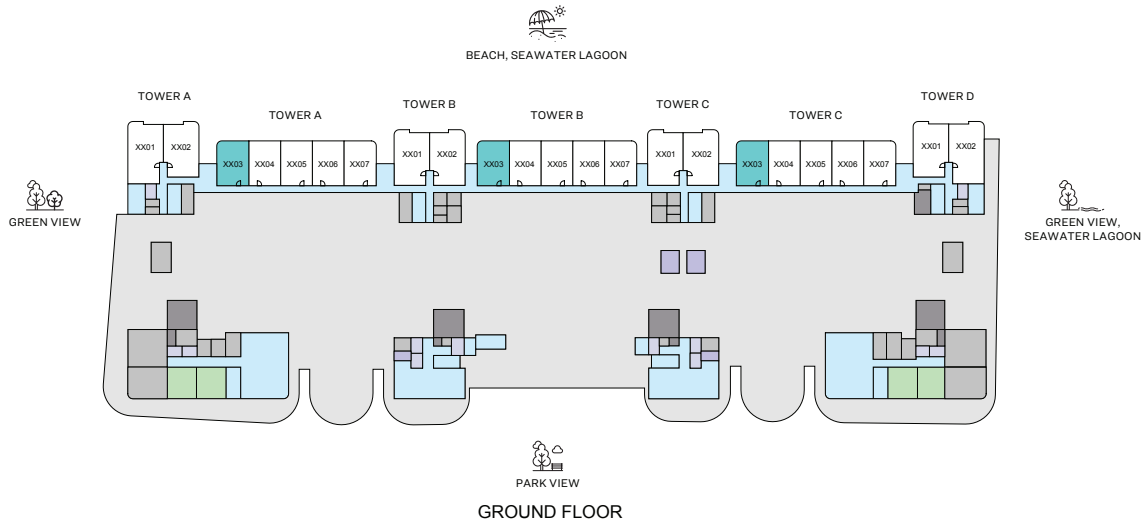 BEACH, SEAWATER LAGOON
TOWER A
TOWER A
TOWER B
TOWER B
TOWER C
TOWER C
TOWER D
XX01 XX02
XX03 XX04 XX05 XX06 XX07
XX01 XX02
XX03 XX04 XX05 XX06 XX07
XX01 XX02
XX03 XX04 XX05 XX06 XX07
XX01 XX02
GREEN VIEW
GREEN VIEW,
SEAWATER LAGOON
PARK VIEW
GROUND FLOOR